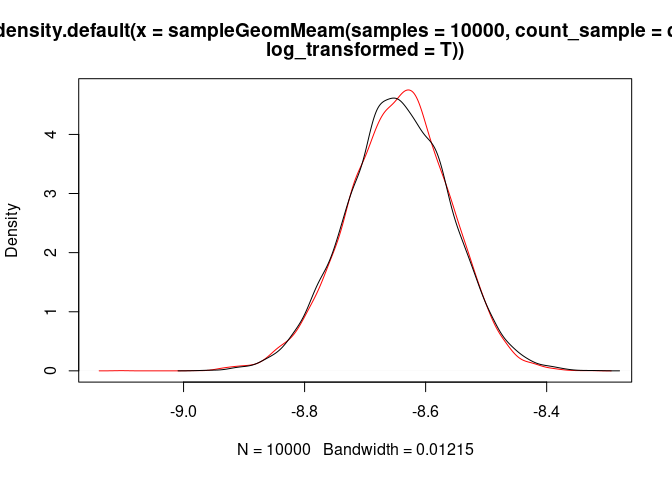 density.default(x = sampleGeomMeam(samples = 10000, count_sample = c
log_transformed = T))
Density
4
3
2
1
0
-9.0 -8.8 -8.6 -8.4
N = 10000 Bandwidth = 0.01215